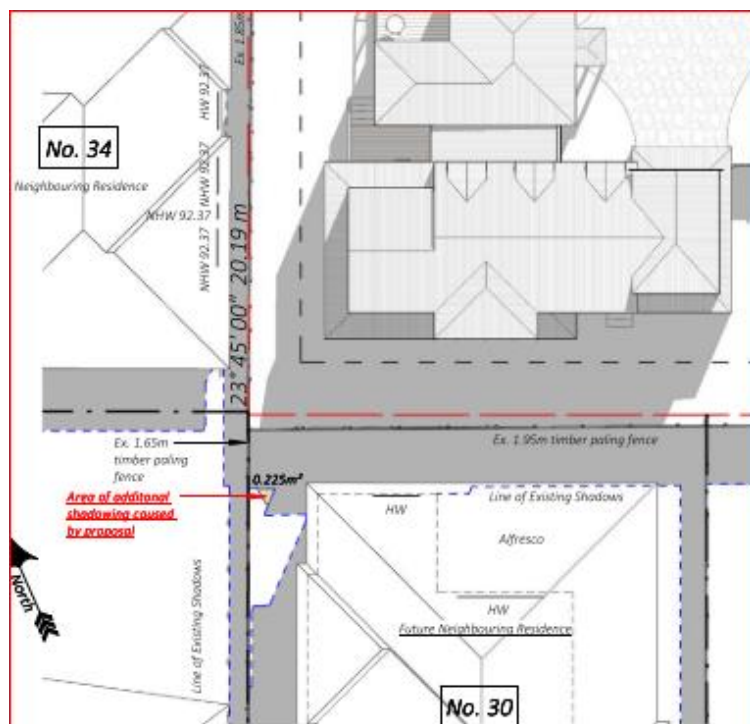 Ex. 1.85m
HW 92.37
No. 34
Neighbouring Residence
NHW 92.37
NHW 92.37
NHW 92.37
23° 45' 00" 20.19 m
Ex. 1.65m
timber paling
fence
Ex. 1.95m timber paling fence
0.225m²
Area of additonal
shadowing caused
by proposal
Line of Existing Shadows
HW
Alfresco
North
Line of Existing Shadows
HW
Future Neighbouring Residence
No. 30